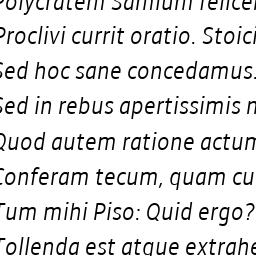 Polycratem Samium felicem
Proclivi currit oratio. Stoici
Sed hoc sane concedamus.
Sed in rebus apertissimis n
Quod autem ratione actum
Conferam tecum, quam cu
Tum mihi Piso: Quid ergo?
Tollenda est atque extrahe